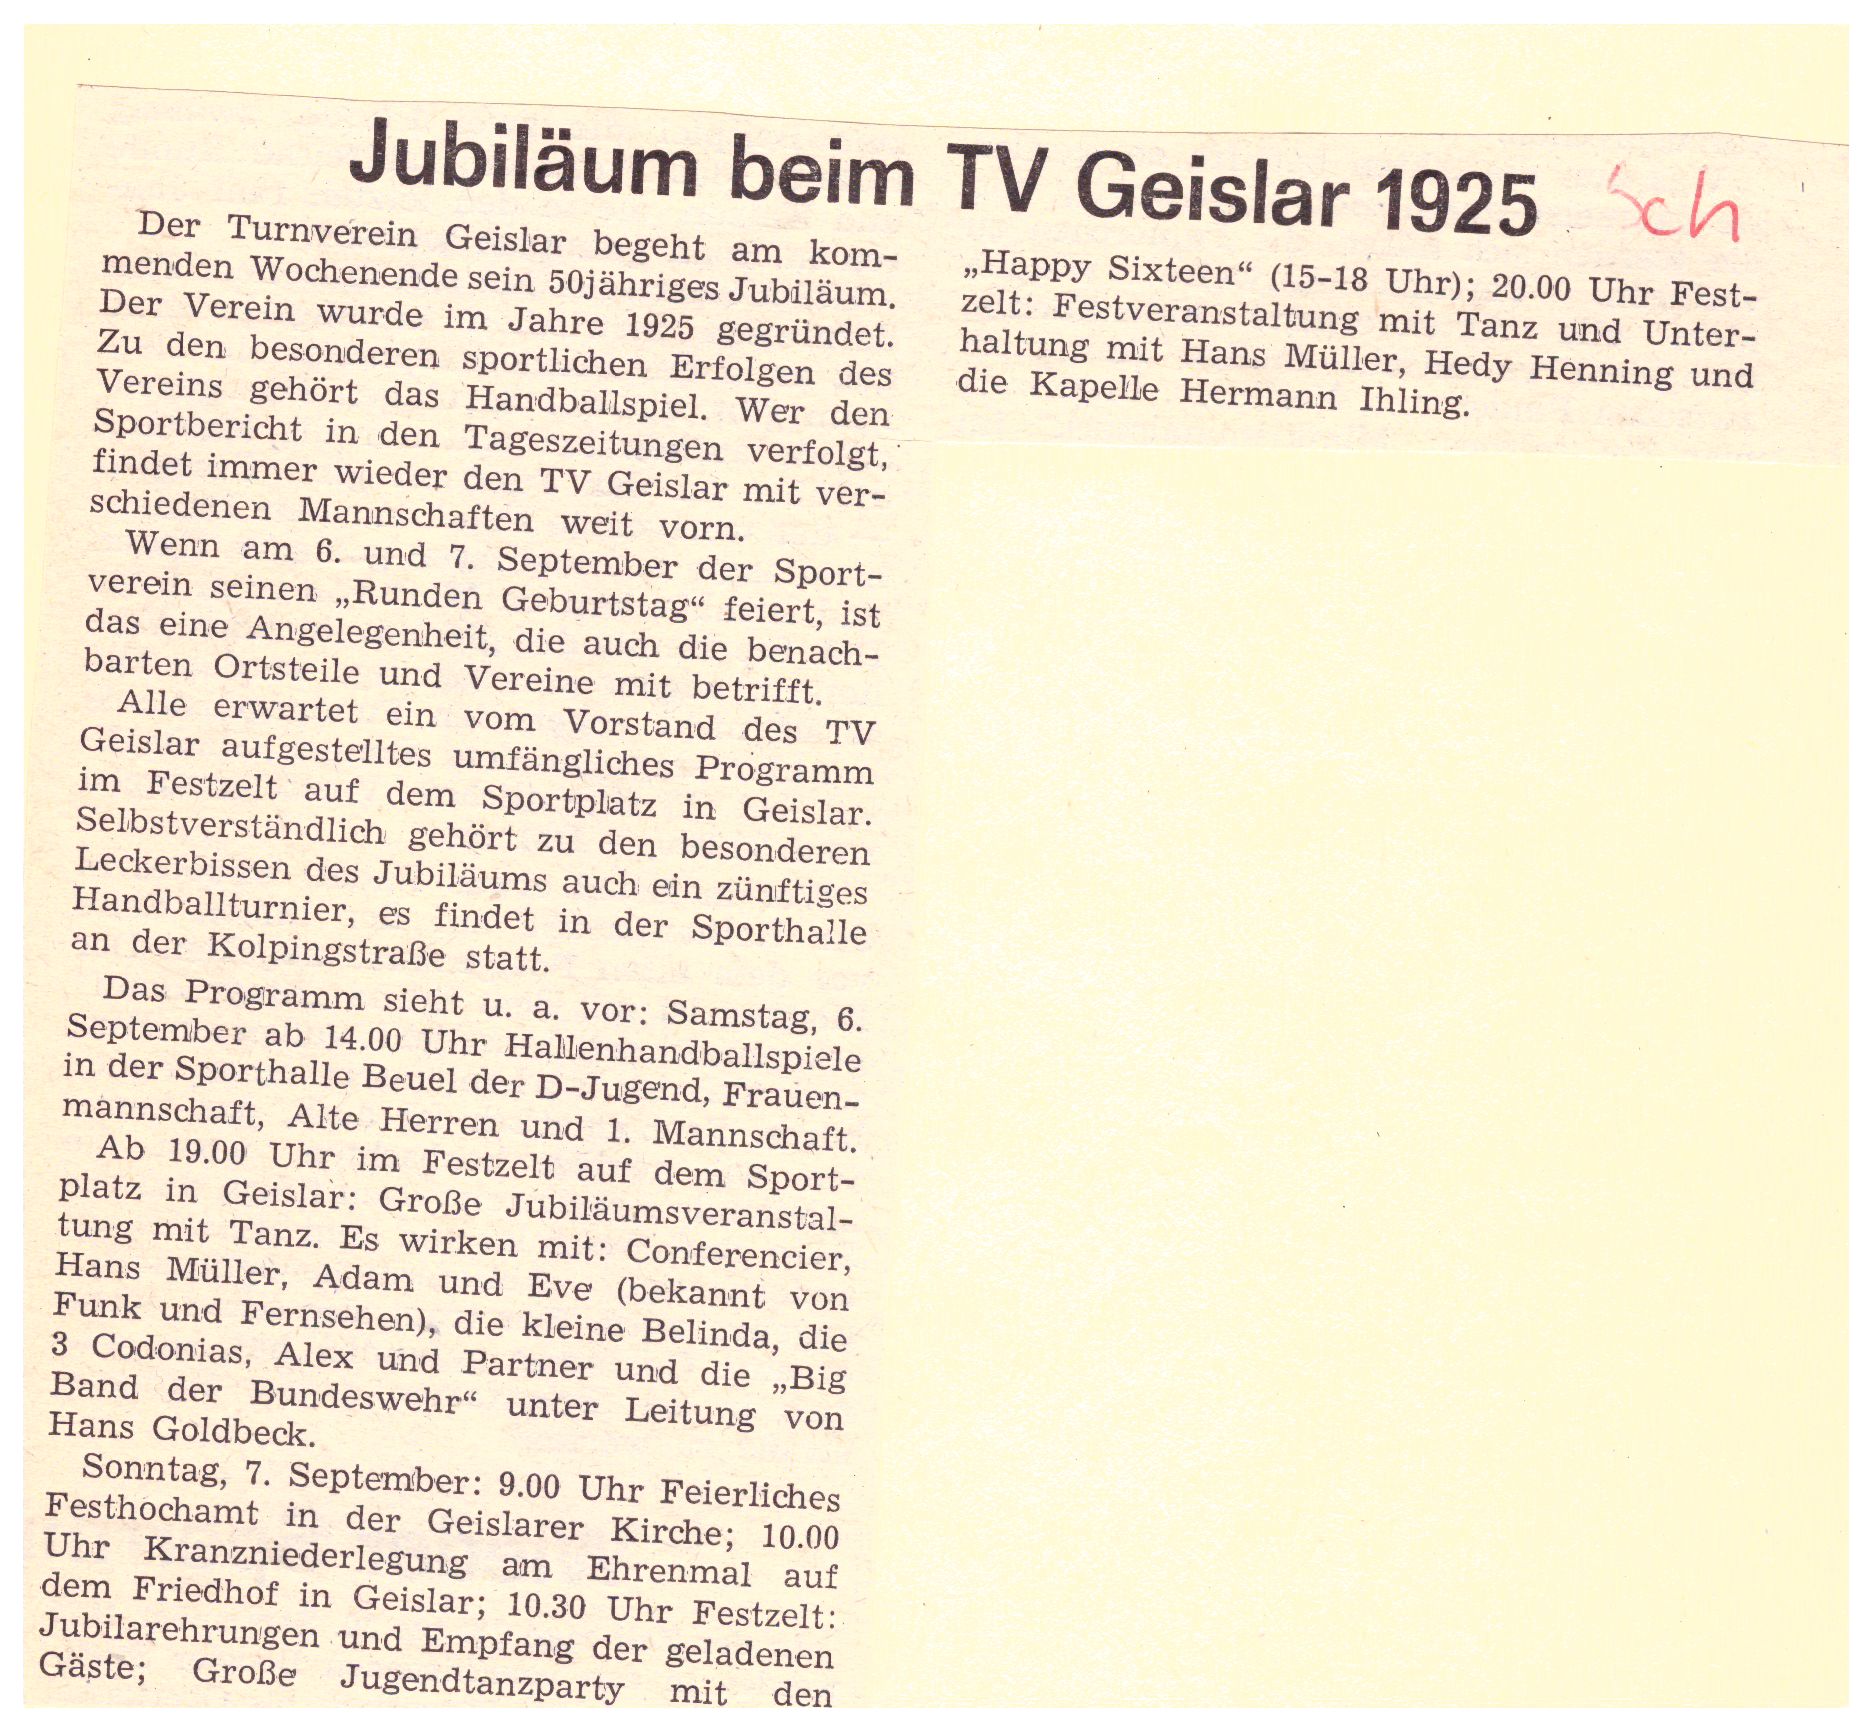 Jubiläum beim TV Geislar 1925
Sch
Der Turnverein Geislar begeht am kom-
menden Wochenende sein 50jähriges Jubiläum.
Der Verein wurde im Jahre 1925 gegründet.
Zu den besonderen sportlichen Erfolgen des
Vereins gehört das Handballspiel. Wer den
Sportbericht in den Tageszeitungen verfolgt,
findet immer wieder den TV Geislar mit ver-
schiedenen Mannschaften weit vorn.
Wenn am 6. und 7. September der Sport-
verein seinen „Runden Geburtstag“ feiert, ist
das eine Angelegenheit, die auch die benach-
barten Ortsteile und Vereine mit betrifft.
Alle erwartet ein vom Vorstand des TV
Geislar aufgestelltes umfängliches Programm
im Festzelt auf dem Sportplatz in Geislar.
Selbstverständlich gehört zu den besonderen
Leckerbissen des Jubiläums auch ein zünftiges
Handballturnier, es findet in der Sporthalle
an der Kolpingstraße statt.
Das Programm sieht u. a. vor: Samstag, 6.
September ab 14.00 Uhr Hallenhandballspiele
in der Sporthalle Beuel der D-Jugend, Frauen-
mannschaft, Alte Herren und 1. Mannschaft.
Ab 19.00 Uhr im Festzelt auf dem Sport-
platz in Geislar: Große Jubiläumsveranstal-
tung mit Tanz. Es wirken mit: Conferencier,
Hans Müller, Adam und Eve (bekannt von
Funk und Fernsehen), die kleine Belinda, die
3 Codonias, Alex und Partner und die „Big
Band der Bundeswehr“ unter Leitung von
Hans Goldbeck.
Sonntag, 7. September: 9.00 Uhr Feierliches
Festhochamt in der Geislarer Kirche; 10.00
Uhr Kranzniederlegung am Ehrenmal auf
dem Friedhof in Geislar; 10.30 Uhr Festzelt:
Jubilarehrungen und Empfang der geladenen
Gäste; Große Jugendtanzparty mit den
„Happy Sixteen“ (15-18 Uhr); 20.00 Uhr Fest-
zelt: Festveranstaltung mit Tanz und Unter-
haltung mit Hans Müller, Hedy Henning und
die Kapelle Hermann Ihling.